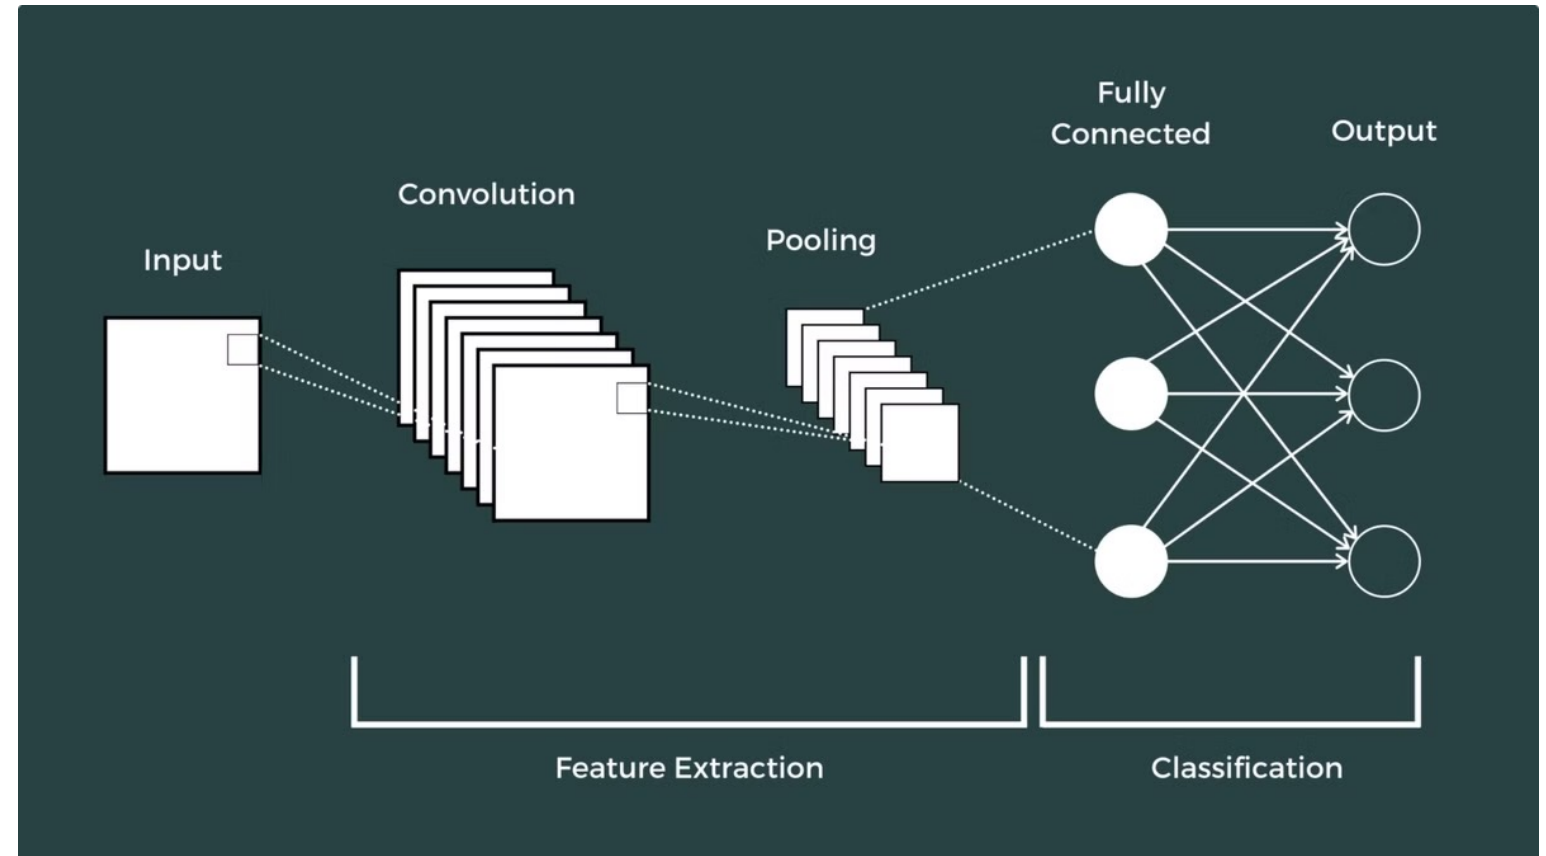 Input
Convolution
Pooling
Fully
Connected
Output
Feature Extraction
Classification